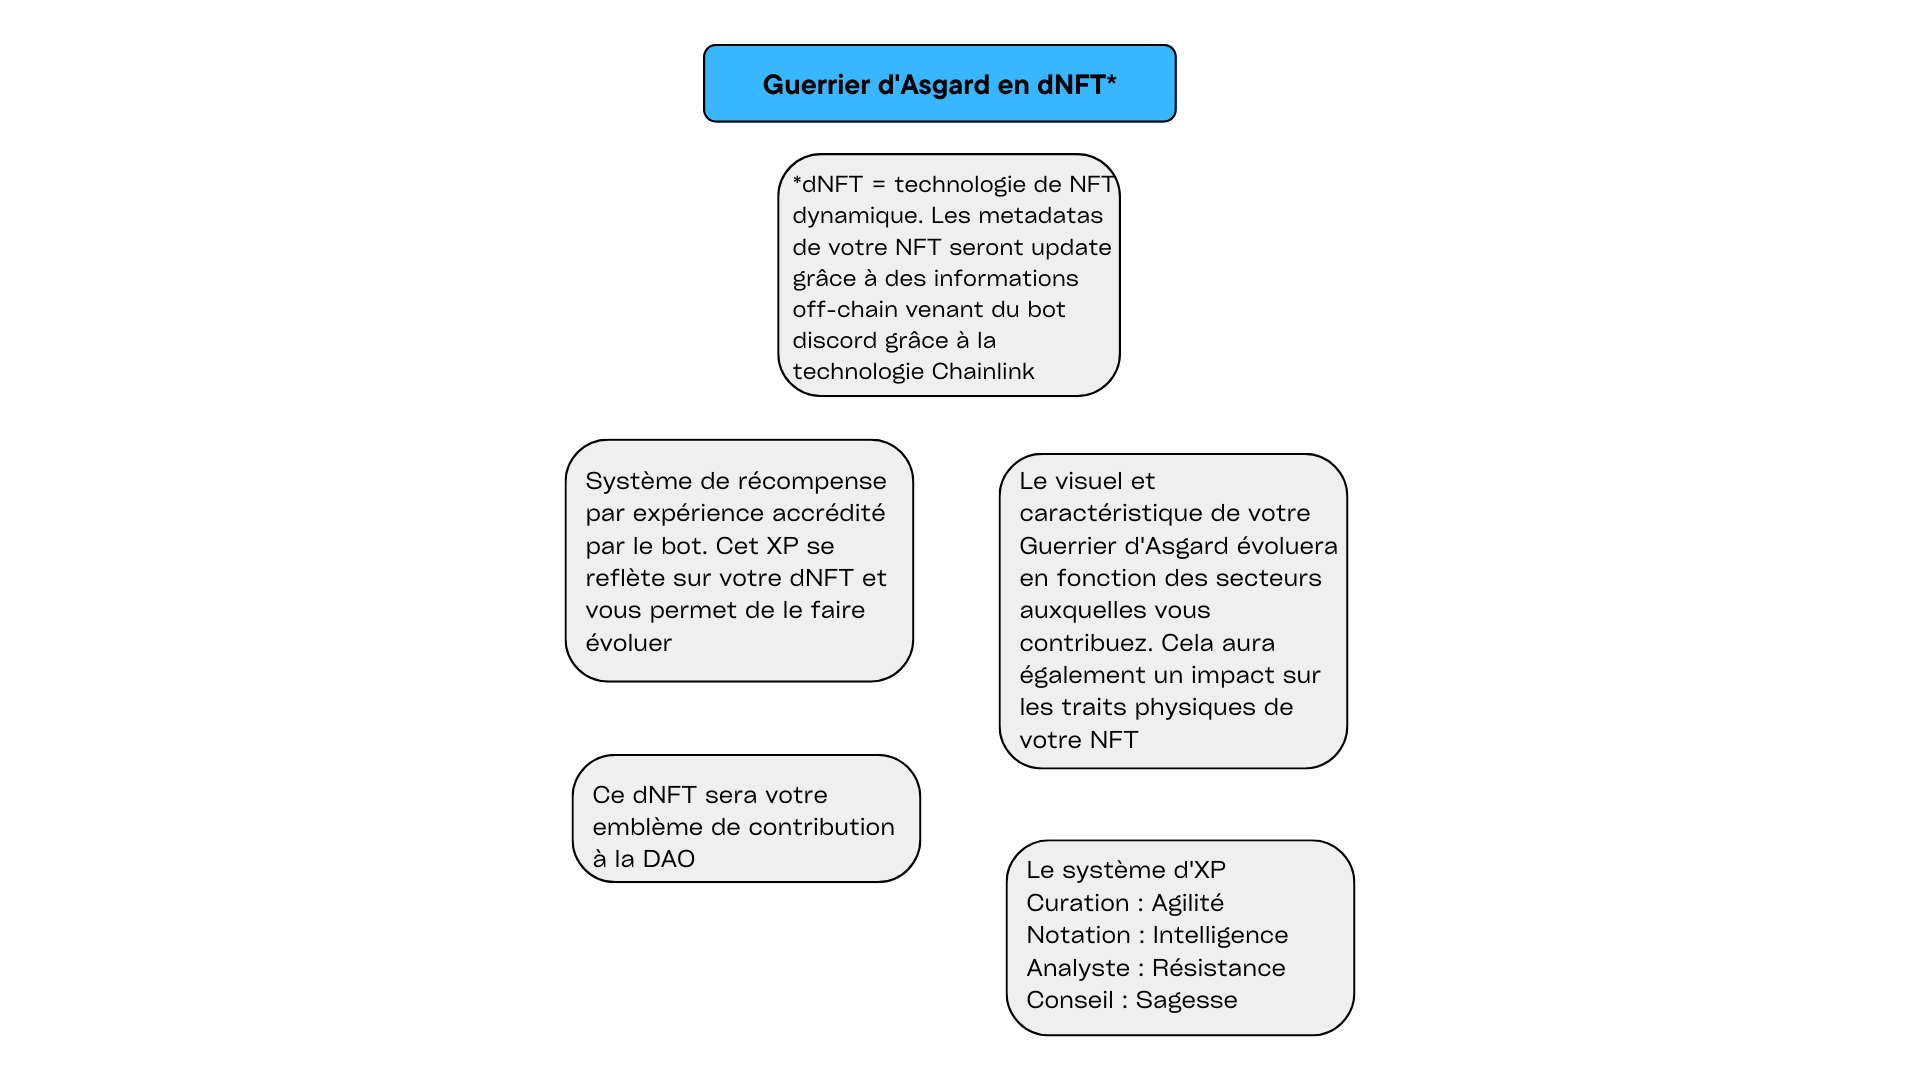 Guerrier d'Asgard en dNFT*
*dNFT = technologie de NFT
dynamique. Les metadatas
de votre NFT seront update
grâce à des informations
off-chain venant du bot
discord grâce à la
technologie Chainlink
Système de récompense
par expérience accrédité
par le bot. Cet XP se
reflète sur votre dNFT et
vous permet de le faire
évoluer
Le visuel et
caractéristique de votre
Guerrier d'Asgard évoluera
en fonction des secteurs
auxquelles vous
contribuez. Cela aura
également un impact sur
les traits physiques de
votre NFT
Ce dNFT sera votre
emblème de contribution
à la DAO
Le système d'XP
Curation : Agilité
Notation : Intelligence
Analyste : Résistance
Conseil : Sagesse